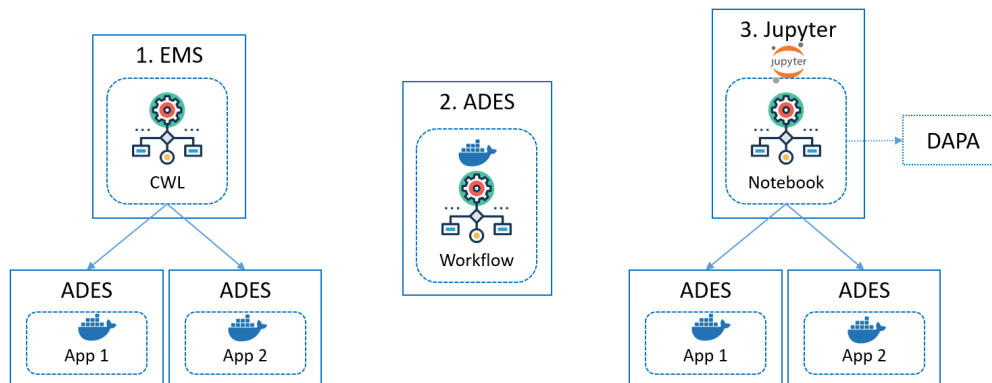 1. EMS
CWL
ADES
App 1
ADES
App 2
2. ADES
Workflow
3. Jupyter
jupyter
Notebook
DAPA
ADES
App 1
ADES
App 2